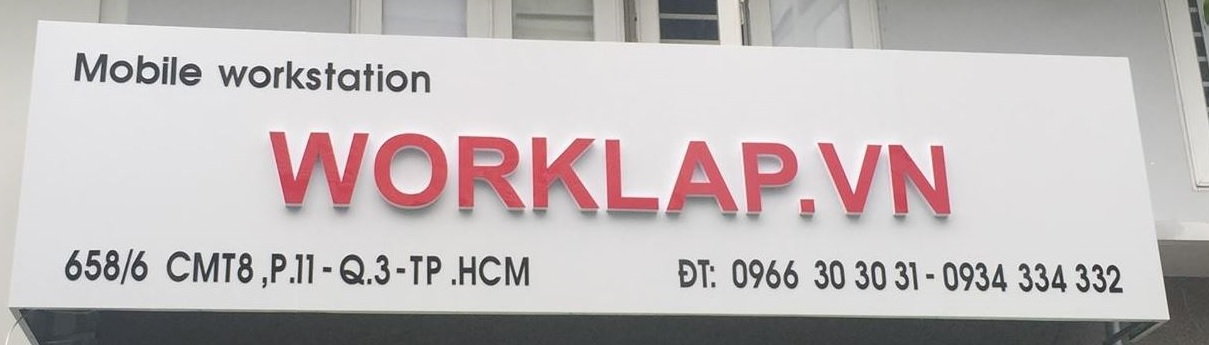 Mobile workstation
WORKLAP.VN
658/6 CMT8 ,P.11 - Q.3 - TP .HCM
ĐT: 0966 30 30 31 - 0934 334 332